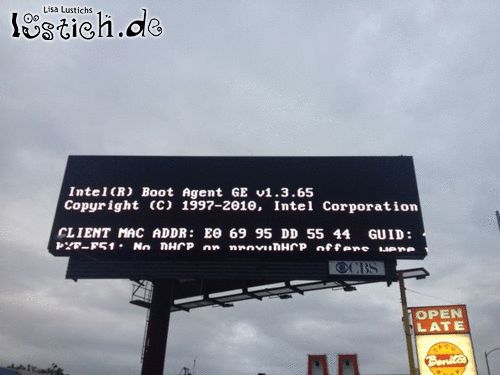 Lisa Lustichs
lustich.de
Intel(R) Boot Agent GE v1.3.65
Copyright (C) 1997-2010, Intel Corporation
CLIENT MAC ADDR: E0 69 95 DD 55 44 GUID:
PXE-E51: No DHCP or proxyDHCP offers were
CBS
OPEN
LATE
Benito's